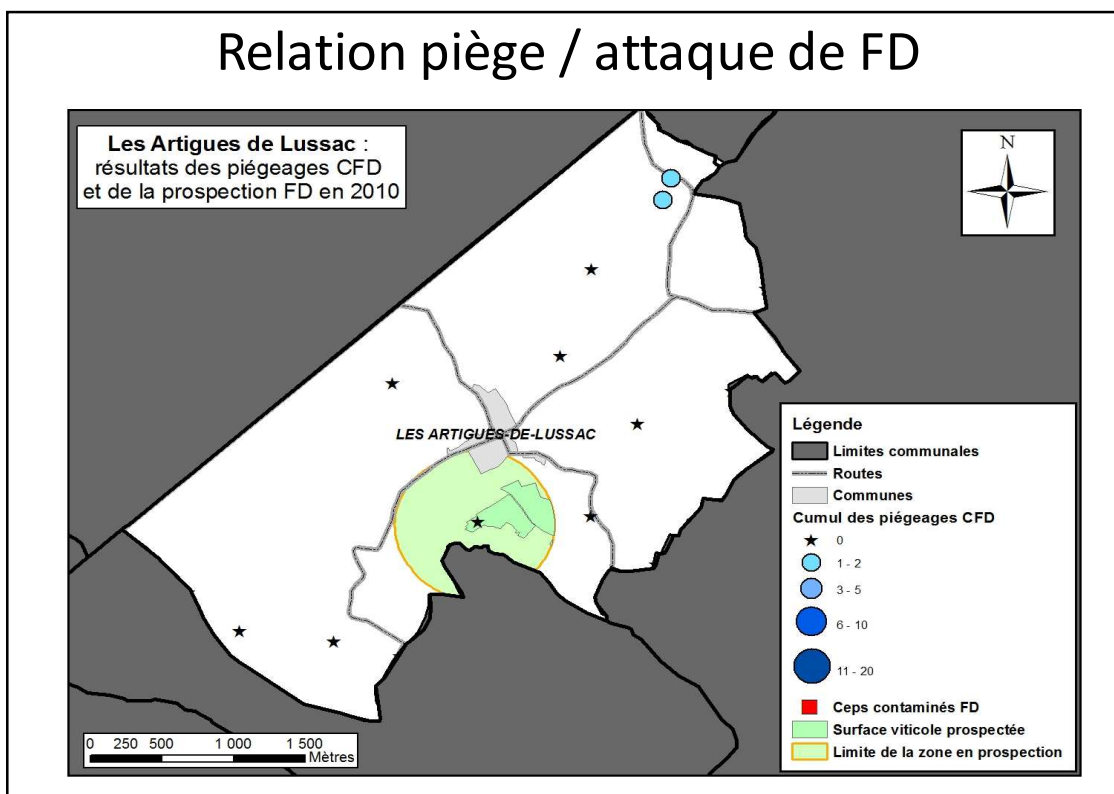 Relation piège / attaque de FD
Les Artigues de Lussac :
résultats des piégeages CFD
et de la prospection FD en 2010
N
LES ARTIGUES-DE-LUSSAC
Légende
Limites communales
Routes
Communes
Cumul des piégeages CFD
0
1 - 2
3 - 5
6 - 10
11 - 20
Ceps contaminés FD
Surface viticole prospectée
Limite de la zone en prospection
0 250 500 1 000 1 500
Mètres